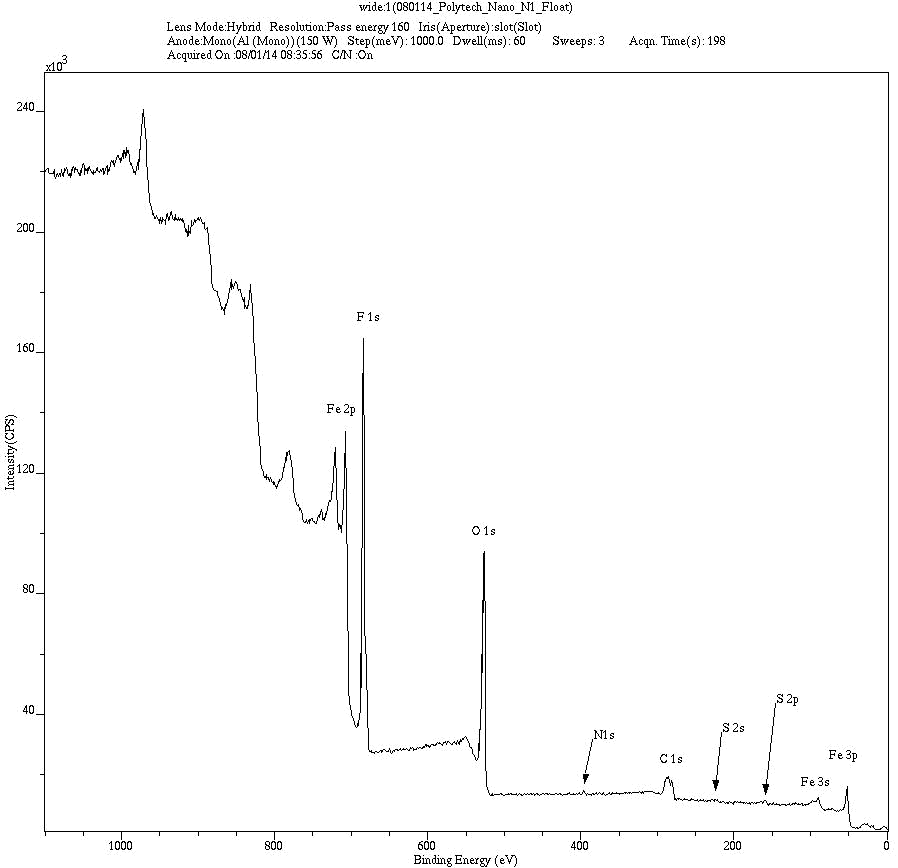 wide:1(080114_Polytech_Nano_N1_Float)
Lens Mode:Hybrid Resolution:Pass energy 160 Iris(Aperture):slot(Slot)
Anode:Mono(Al (Mono))(150 W) Step(meV): 1000.0 Dwell(ms): 60 Sweeps: 3 Acqn. Time(s): 198
Acquired On :08/01/14 08:35:56 C/N :On
x10³
240
200
160
120
80
40
Intensity(CPS)
F 1s
Fe 2p
O 1s
N1s
C 1s
S 2s
S 2p
Fe 3s
Fe 3p
1000 800 600 400 200 0
Binding Energy (eV)